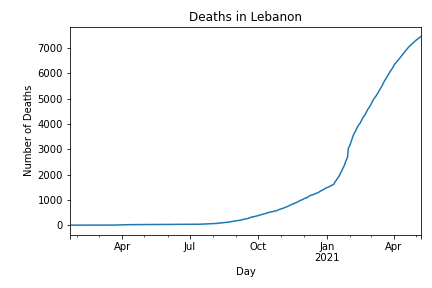 Deaths in Lebanon
Number of Deaths
7000
6000
5000
4000
3000
2000
1000
0
Apr
Jul
Oct
Jan
2021
Apr
Day